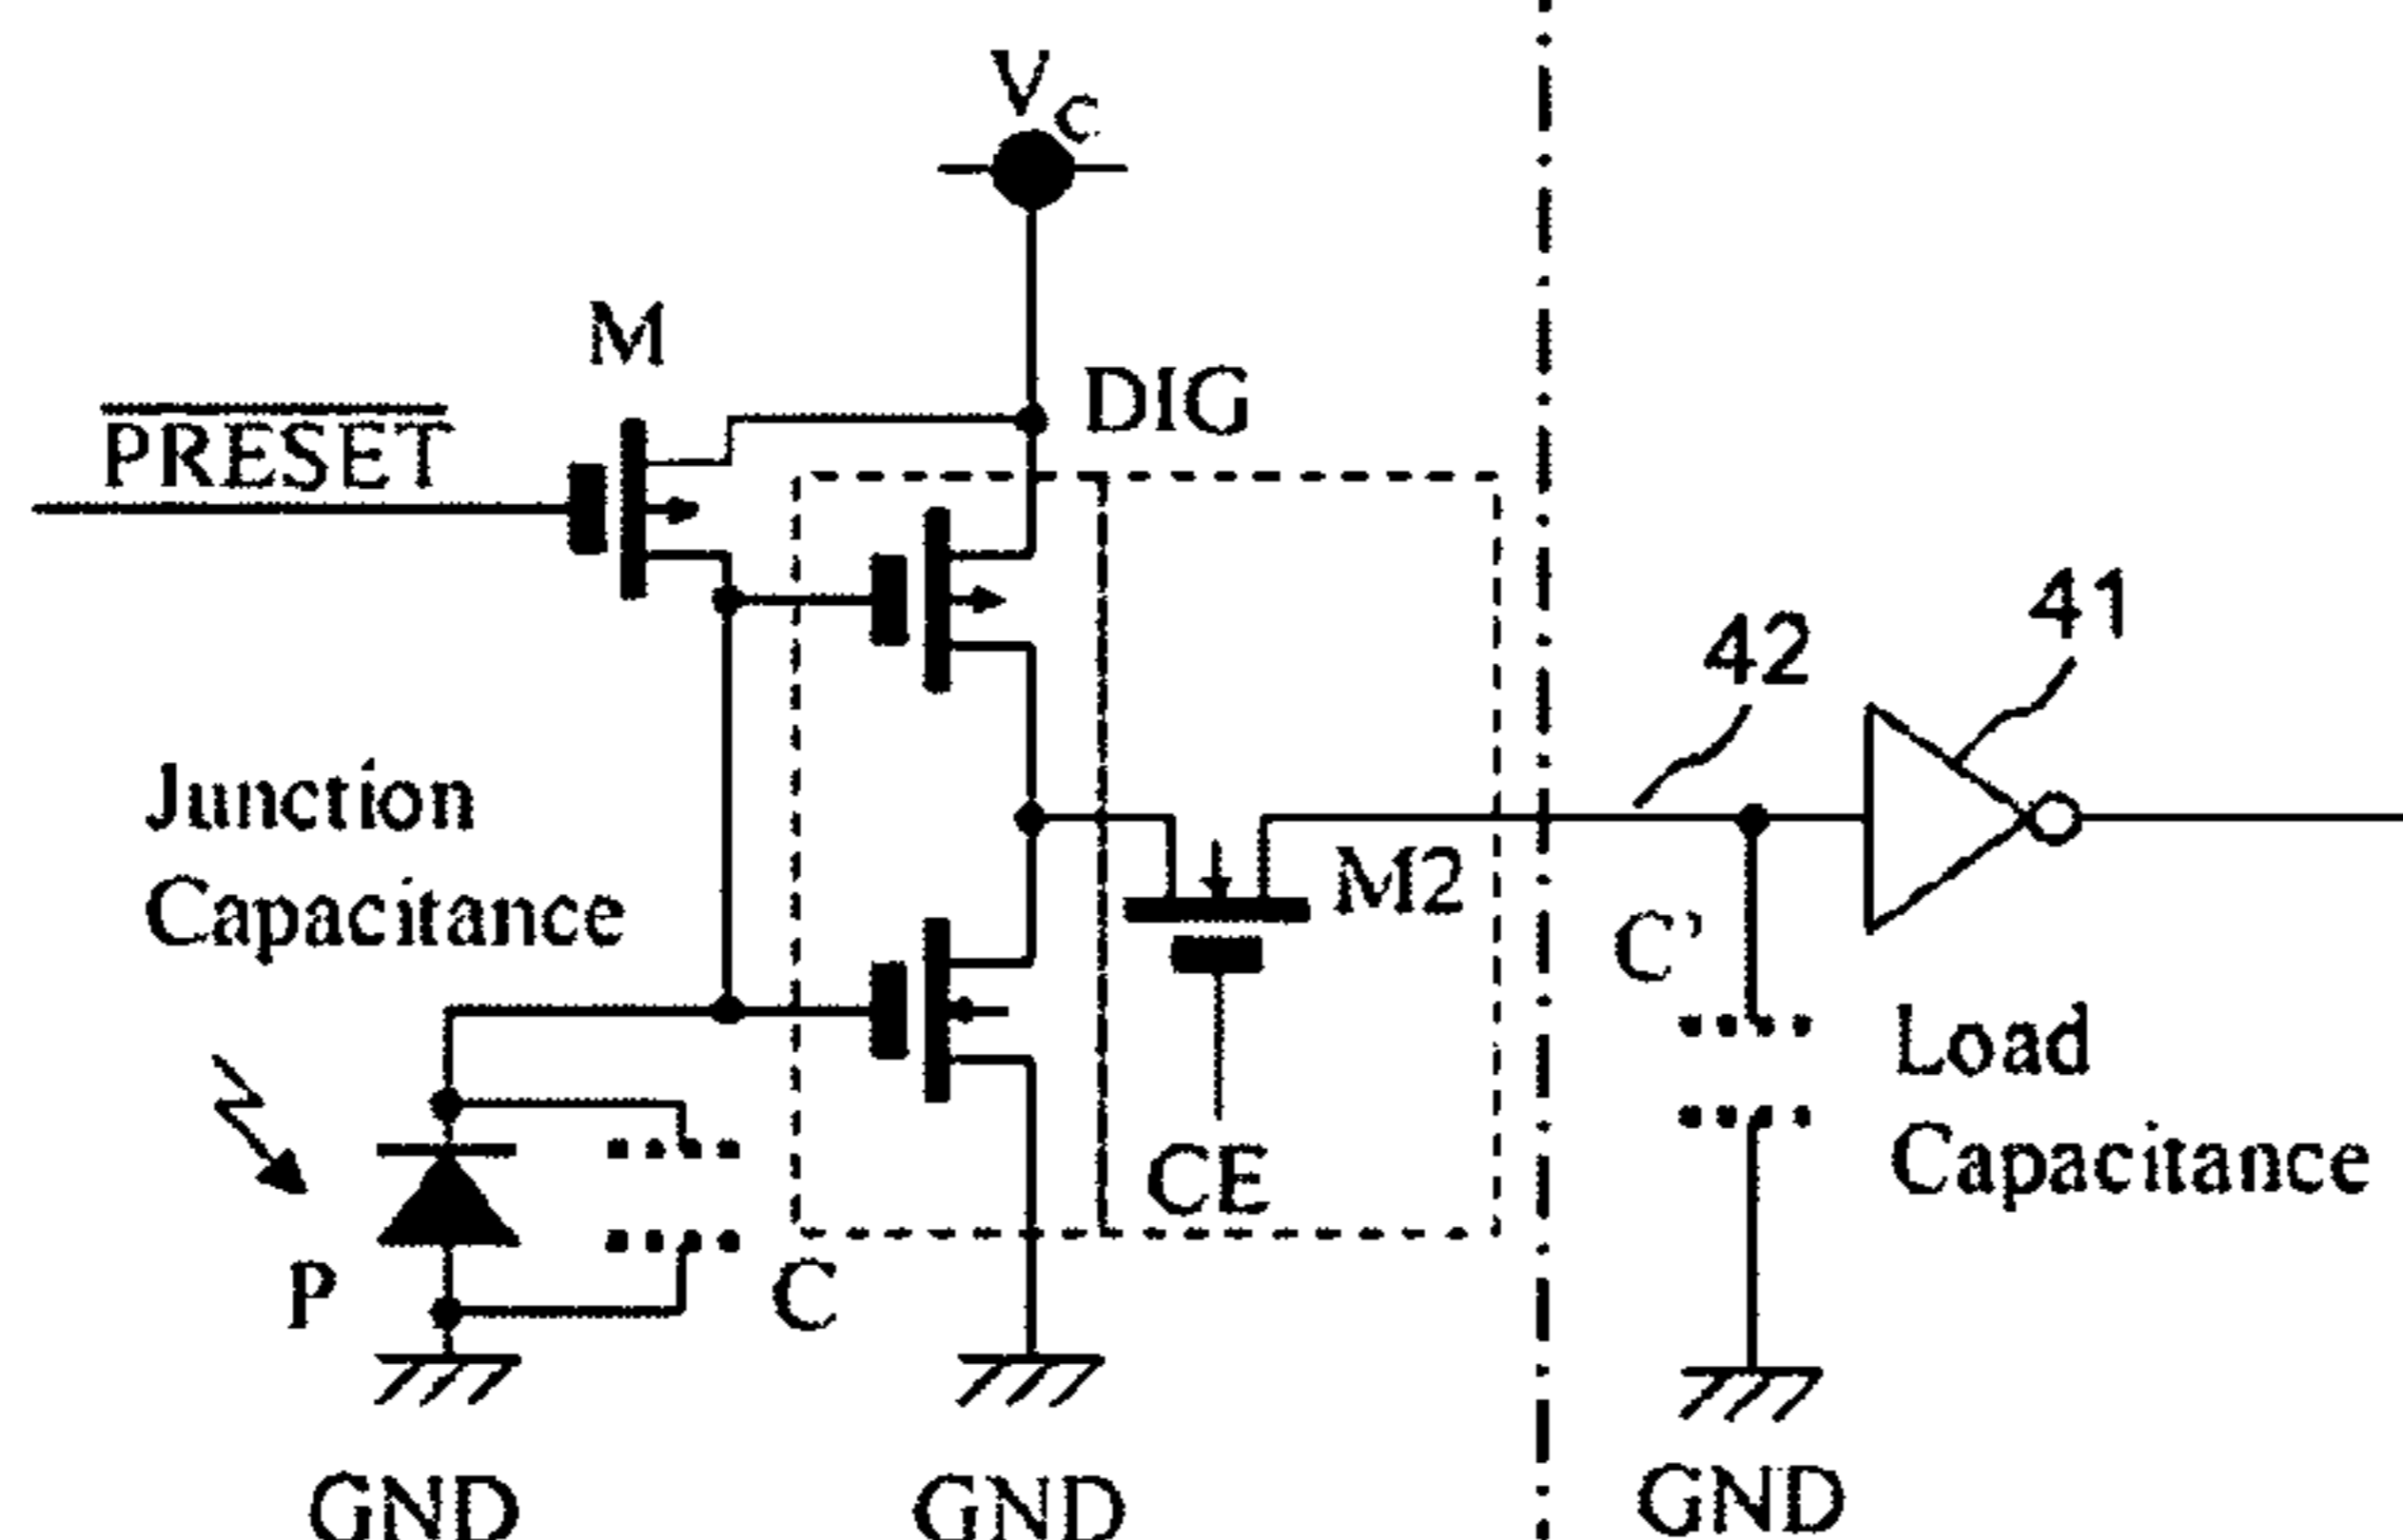 VC
M
DIG
PRESET
41
42
Junction
Capacitance
M2
C'
Load
Capacitance
CE
P
C
GND
GND
GND